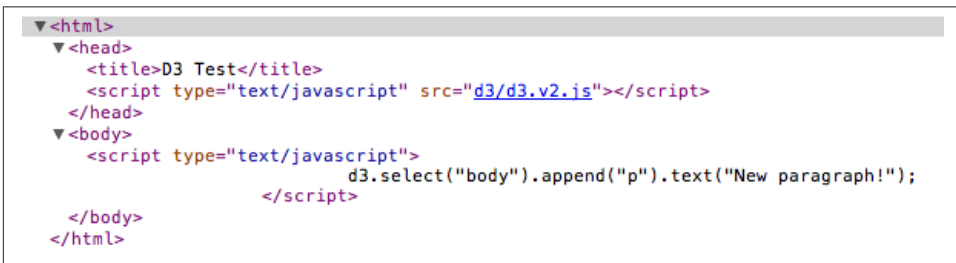 ▼<html>
▼<head>
<title>D3 Test</title>
<script type="text/javascript" src="d3/d3.v2.js"></script>
</head>
▼<body>
<script type="text/javascript">
d3.select("body").append("p").text("New paragraph!");
</script>
</body>
</html>